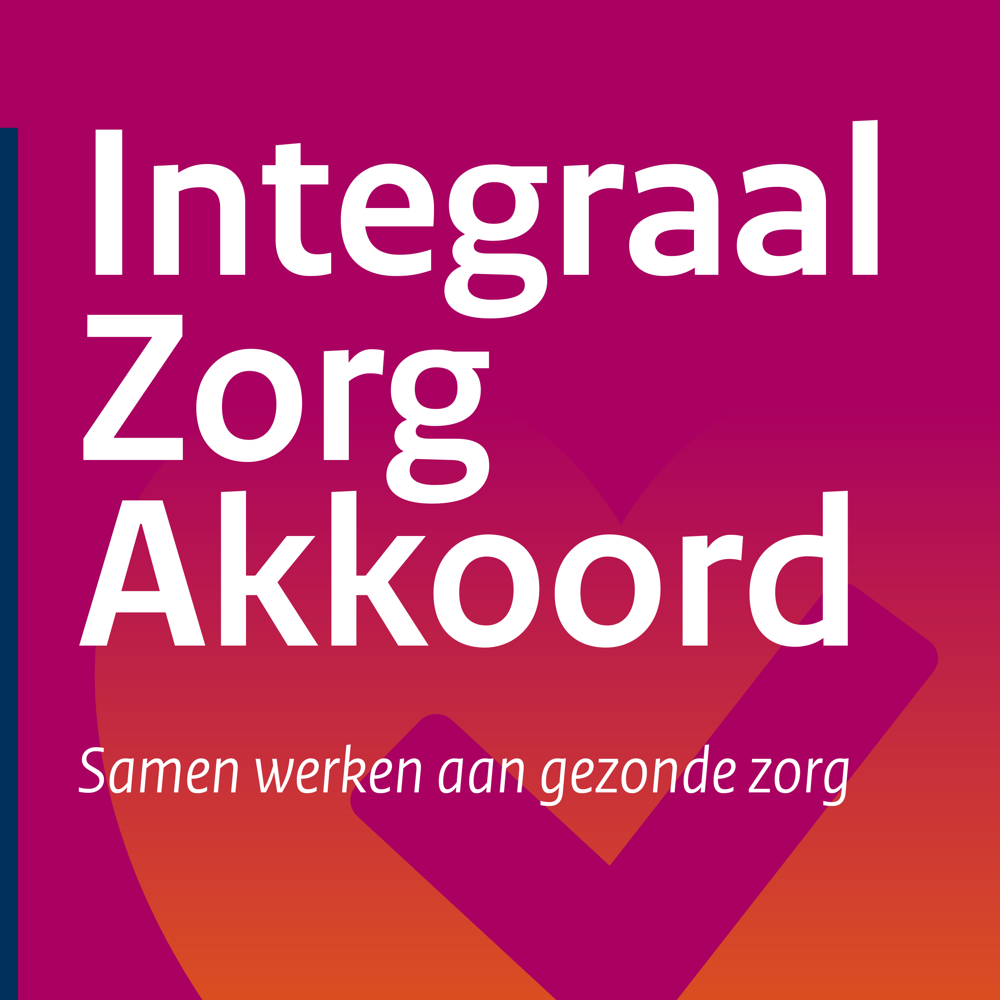 Integraal
Zorg
Akkoord
Samen werken aan gezonde zorg